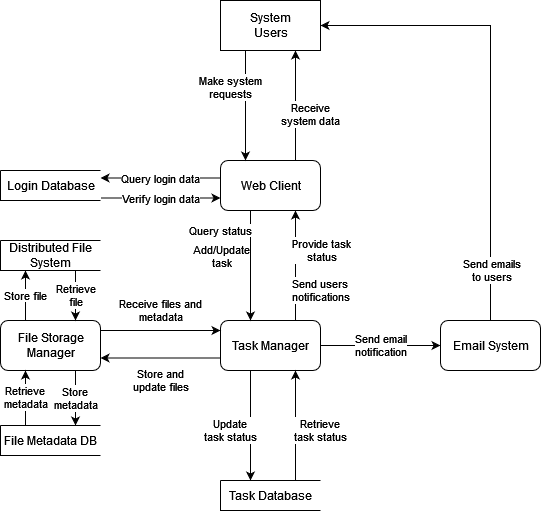 System
Users
Make system
requests
Receive
system data
Query login data
Login Database
Web Client
Verify login data
Query status
Add/Update
task
Provide task
status
Send users
notifications
Distributed File
System
Store file
Retrieve
file
Receive files and
metadata
Send emails
to users
File Storage
Manager
Task Manager
Send email
notification
Email System
Store and
update files
Retrieve
metadata
Store
metadata
File Metadata DB
Update
task status
Retrieve
task status
Task Database